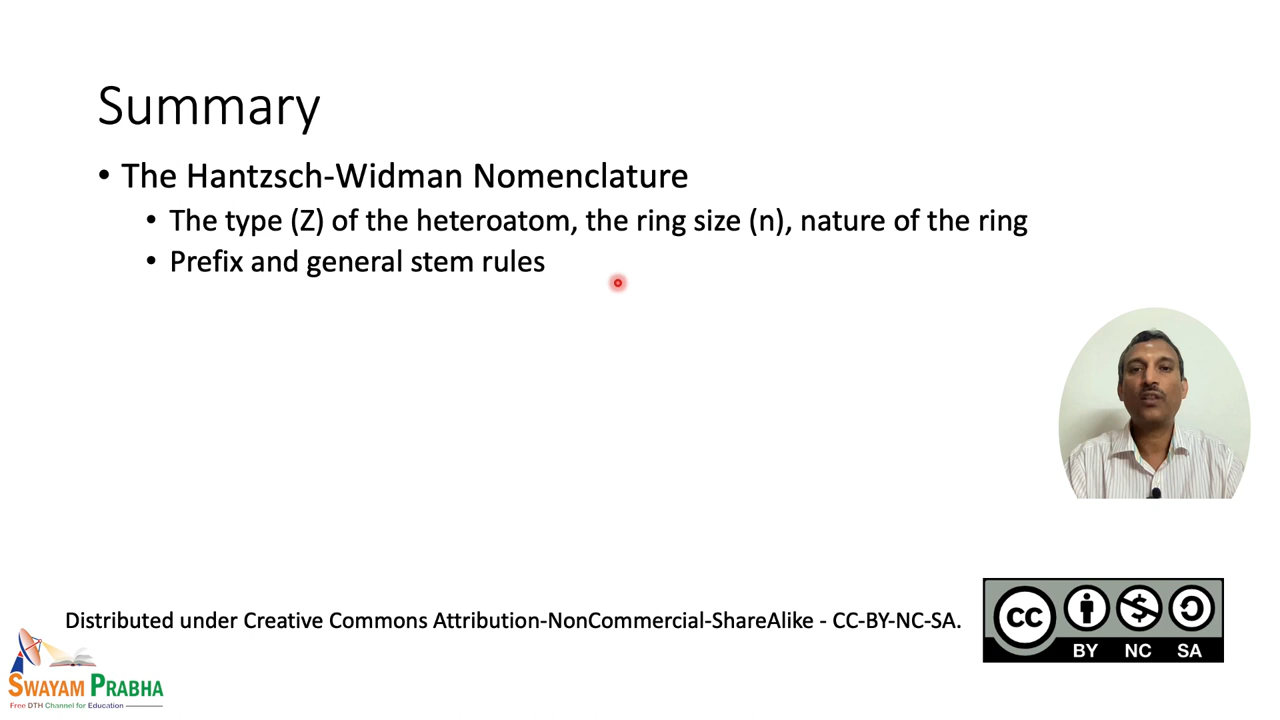 Summary
• The Hantzsch-Widman Nomenclature
• The type (Z) of the heteroatom, the ring size (n), nature of the ring
• Prefix and general stem rules
Distributed under Creative Commons Attribution-NonCommercial-ShareAlike - CC-BY-NC-SA.
cc
BY NC SA
SWAYAM PRABHA
Free DTH Channel for Education